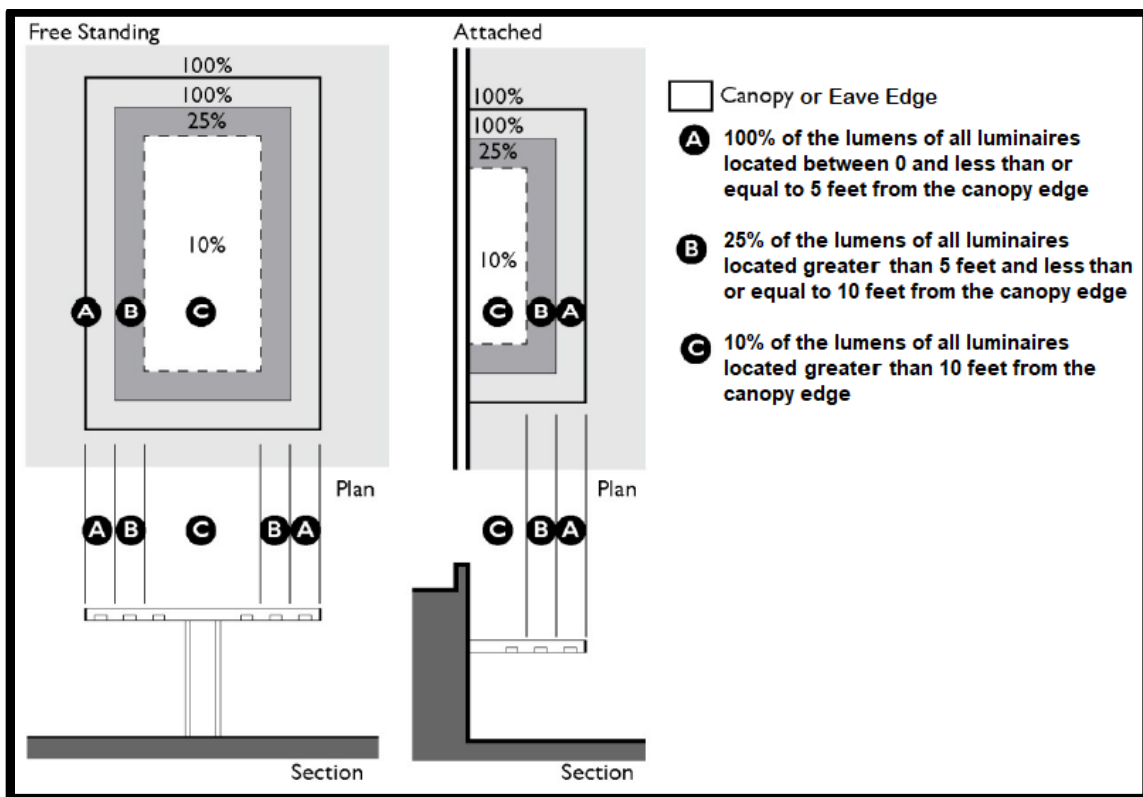 Free Standing
100%
100%
25%
10%
A B C
Plan
A B C B A
Section
Attached
100%
100%
25%
10%
C B A
Plan
C B A
Section
Canopy or Eave Edge
A 100% of the lumens of all luminaires
located between 0 and less than or
equal to 5 feet from the canopy edge
B 25% of the lumens of all luminaires
located greater than 5 feet and less than
or equal to 10 feet from the canopy edge
C 10% of the lumens of all luminaires
located greater than 10 feet from the
canopy edge